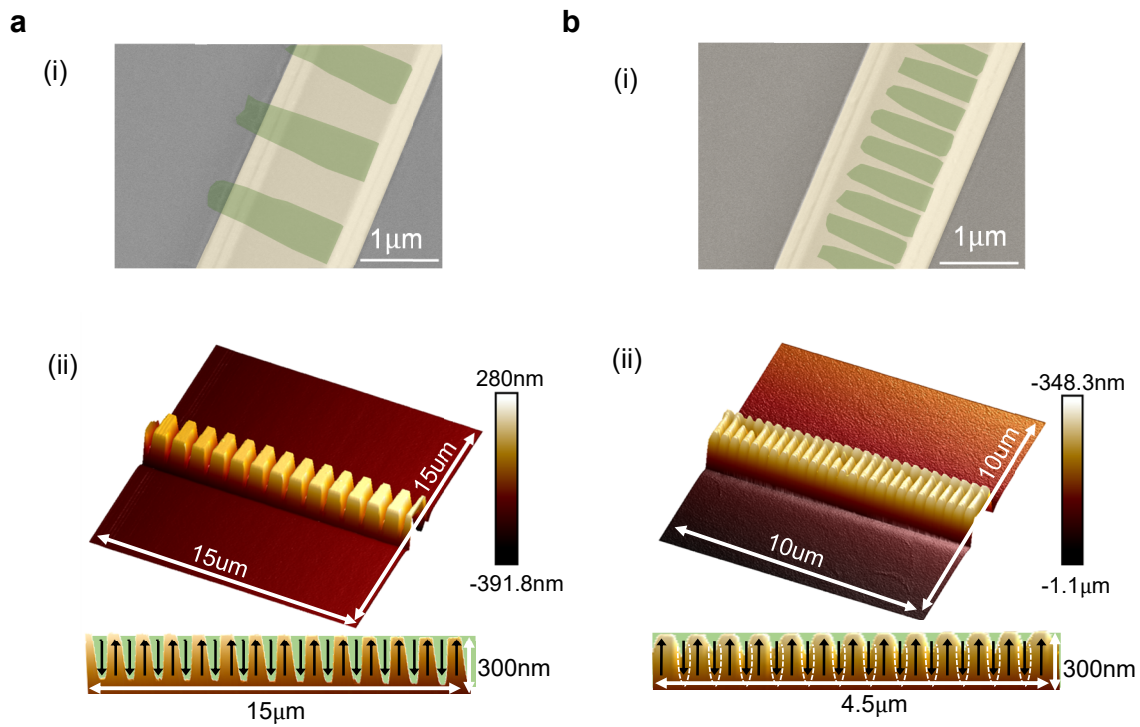 a
b
(i)
(i)
1μm
1μm
(ii)
(ii)
280nm
-391.8nm
15um
15um
300nm
15μm
-348.3nm
-1.1μm
10um
10um
300nm
4.5μm